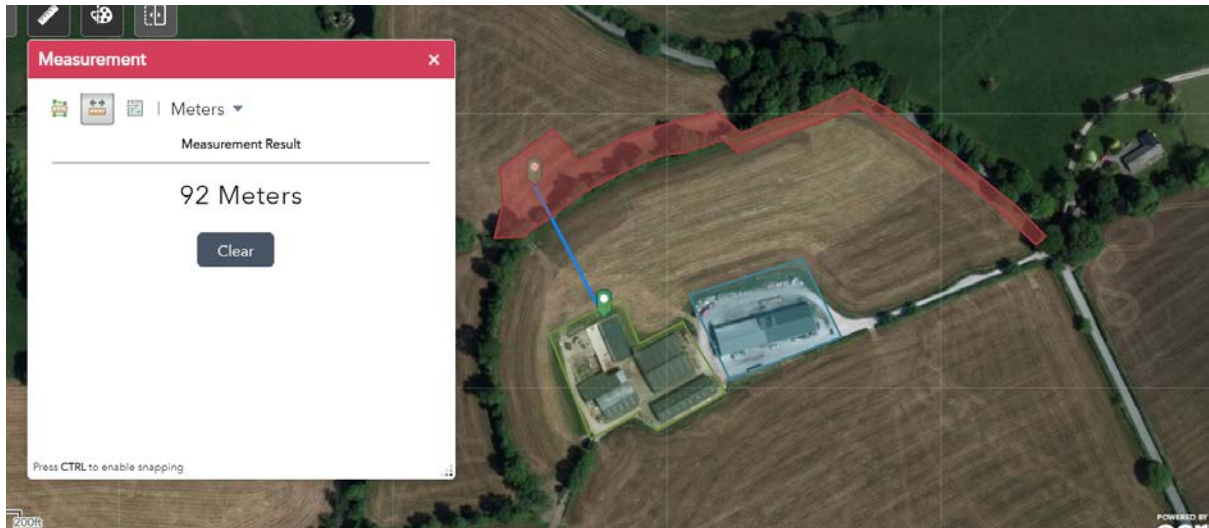 Measurement
Meters
Measurement Result
92 Meters
Clear
Press CTRL to enable snapping
200ft
POWERED BY